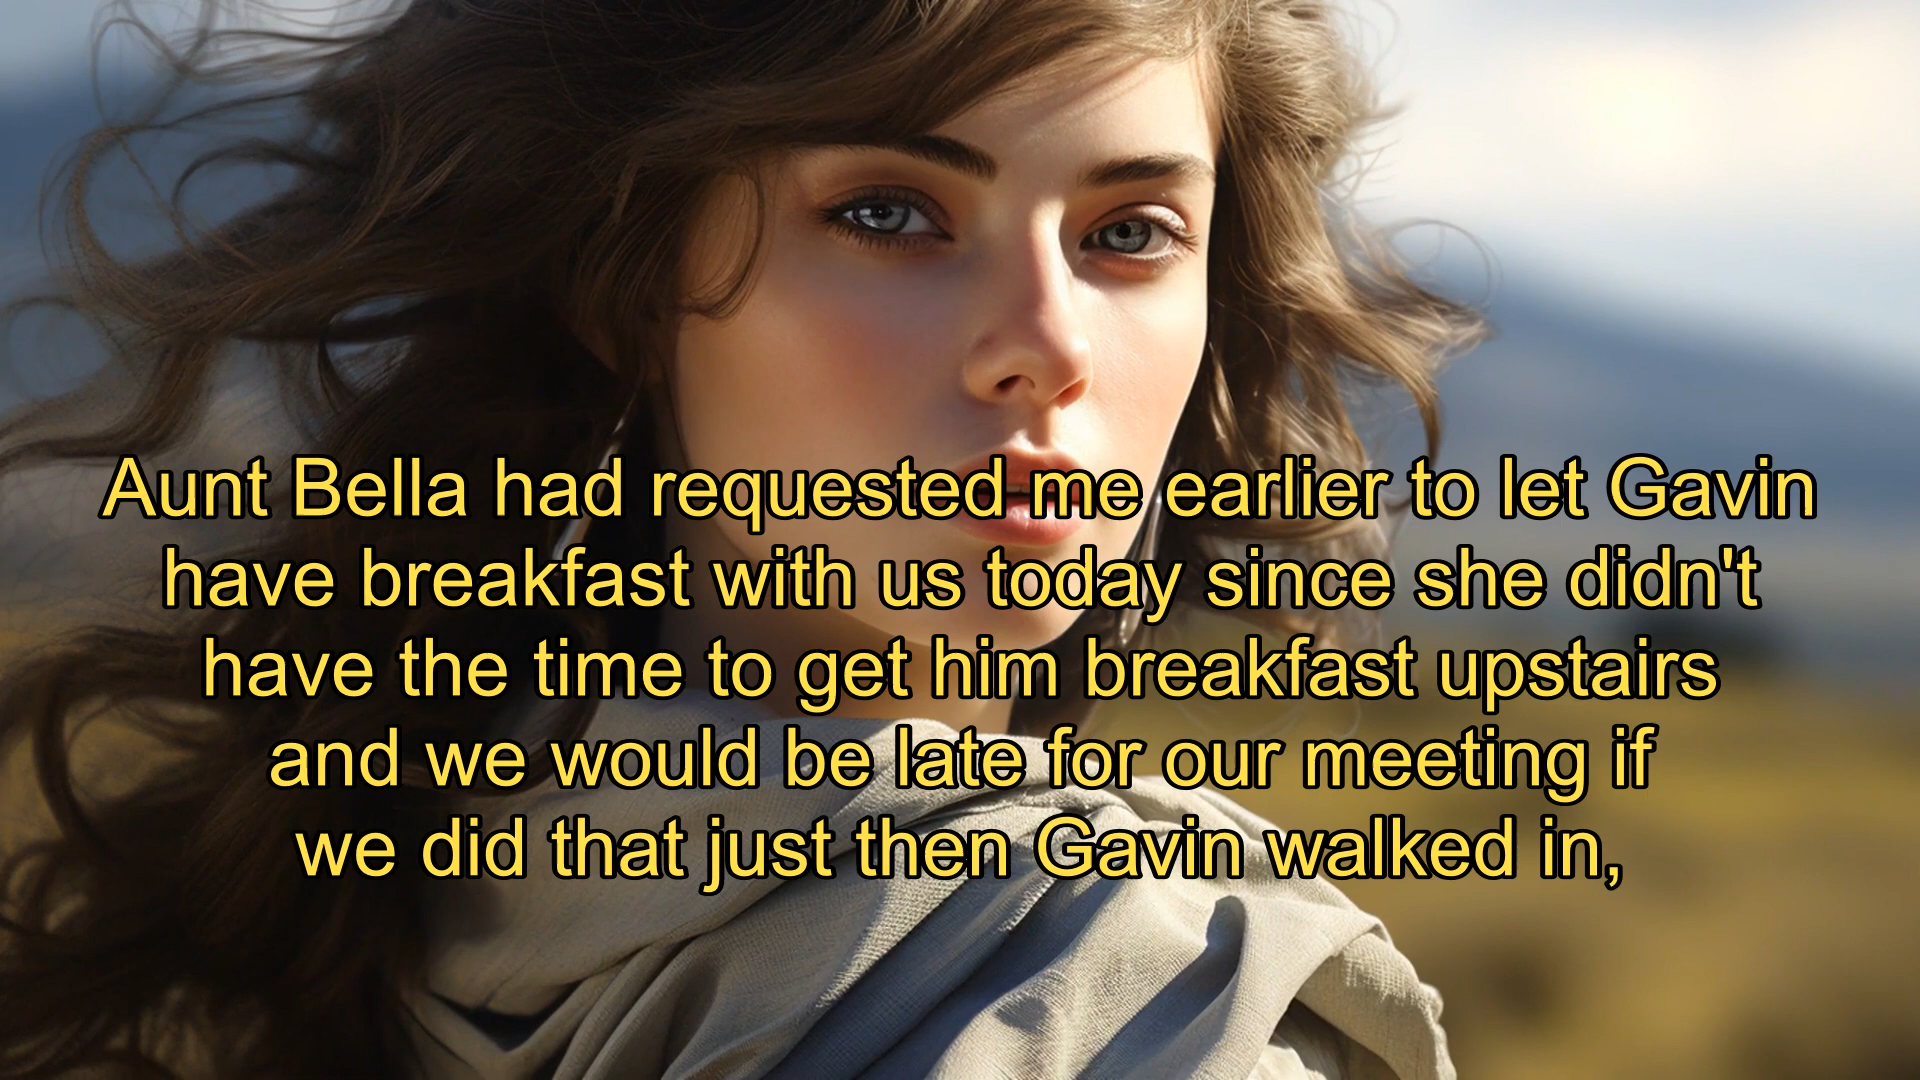 Aunt Bella had requested me earlier to let Gavin
have breakfast with us today since she didn't
have the time to get him breakfast upstairs
and we would be late for our meeting if
we did that just then Gavin walked in,